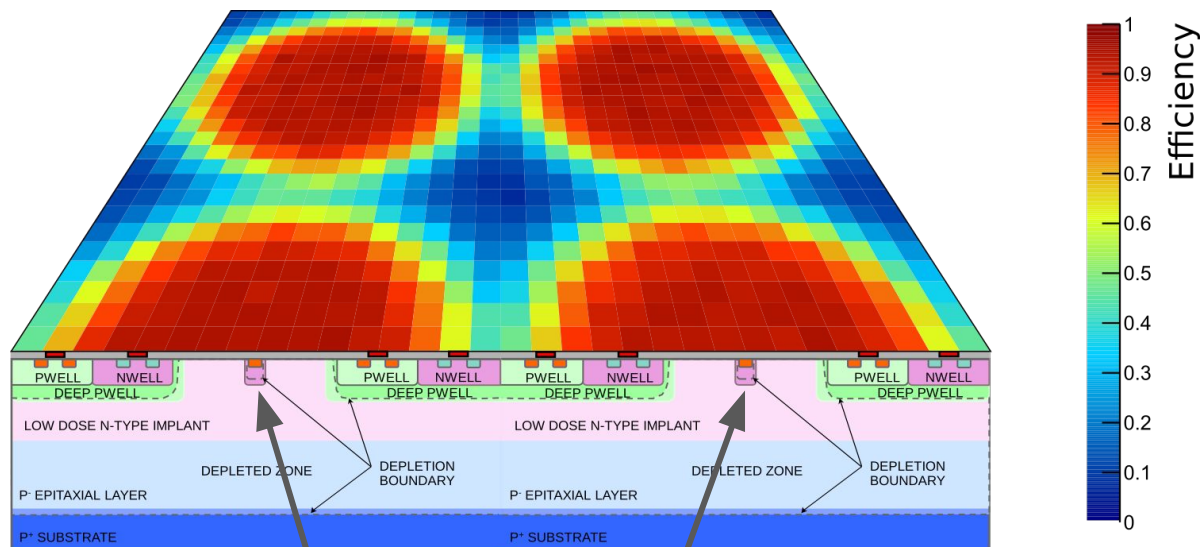 1
0.9
0.8
0.7
0.6
0.5
0.4
0.3
0.2
0.1
0
Efficiency
PWELL NWELL PWELL NWELL PWELL NWELL PWELL NWELL
DEEP PWELL DEEP PWELL DEEP PWELL DEEP PWELL
LOW DOSE N-TYPE IMPLANT LOW DOSE N-TYPE IMPLANT
DEPLETED ZONE DEPLETION DEPLETED ZONE DEPLETION
BOUNDARY BOUNDARY
P⁻ EPITAXIAL LAYER P⁻ EPITAXIAL LAYER
P⁺ SUBSTRATE P⁺ SUBSTRATE